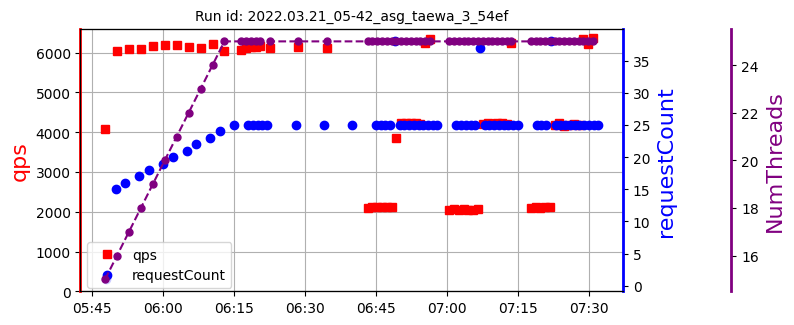 Run id: 2022.03.21_05-42_asg_taewa_3_54ef
6000
5000
4000
3000
2000
1000
0
qps
35
30
25
20
15
10
5
0
requestCount
24
22
20
18
16
NumThreads
qps
requestCount
05:45 06:00 06:15 06:30 06:45 07:00 07:15 07:30